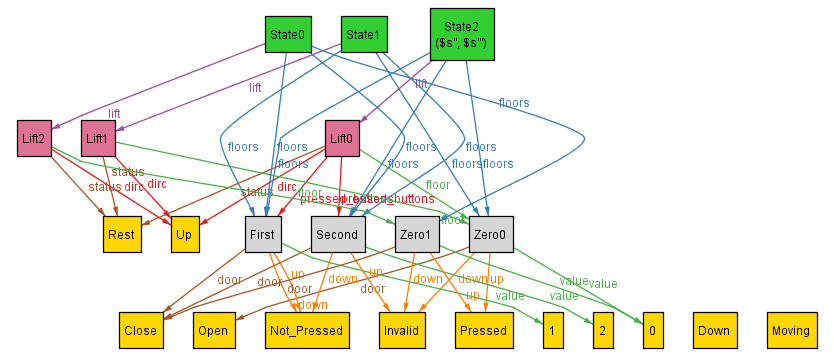 State0
State1
State2
($s", $s"')
lift
lift
lift
floors
Lift2
Lift1
Lift0
floors
floors
floors
floors
floors
floors
floorsfloors
status
status
dirc
dirc
status
floor
dirc
floor
pressed_buttons
pressed_buttons
floor
Rest
Up
First
Second
Zero1
Zero0
door
door
up
door
down
down
up
door
down
down
up
up
value
value
value
value
Close
Open
Not_Pressed
Invalid
Pressed
1
2
0
Down
Moving